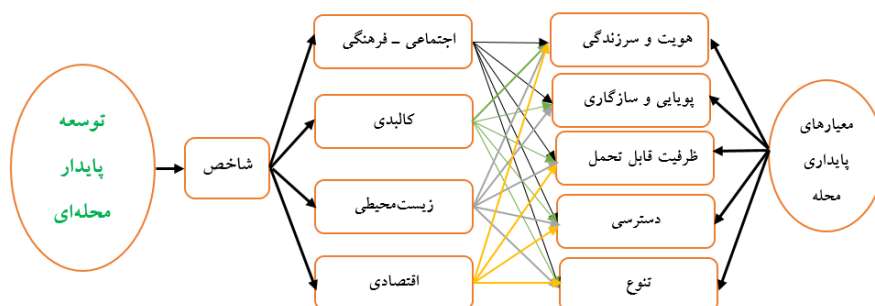 توسعه
پایدار
محله‌ای
شاخص
اجتماعی ـ فرهنگی
کالبدی
زیست‌محیطی
اقتصادی
هویت و سرزندگی
پویایی و سازگاری
ظرفیت قابل تحمل
دسترسی
تنوع
معیارهای
پایداری
محله